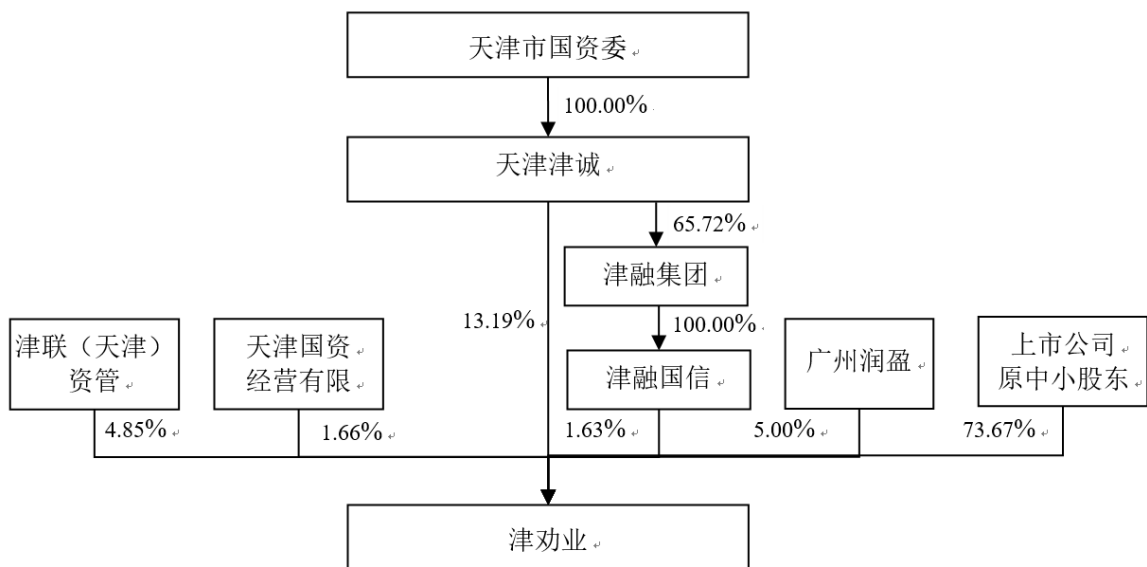 天津市国资委
100.00%
天津津诚
65.72%
津融集团
13.19%
100.00%
津联（天津）
资管
天津国资
经营有限
津融国信
广州润盈
上市公司
原中小股东
4.85%
1.66%
1.63%
5.00%
73.67%
津劝业